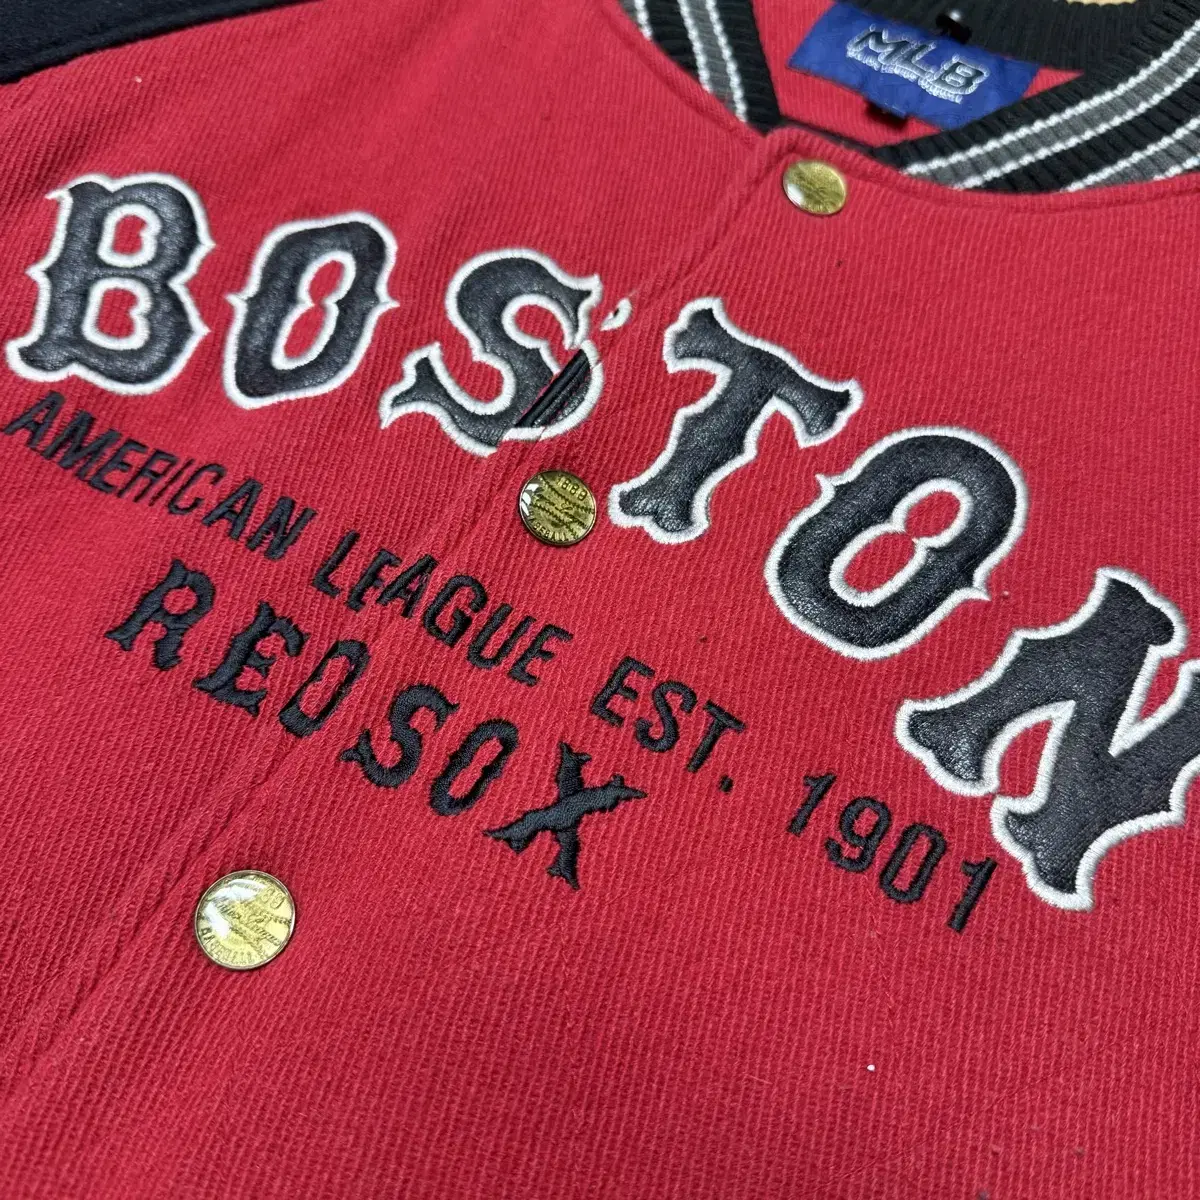 MLB
BOSTON
AMERICAN LEAGUE EST. 1901
REDSOX